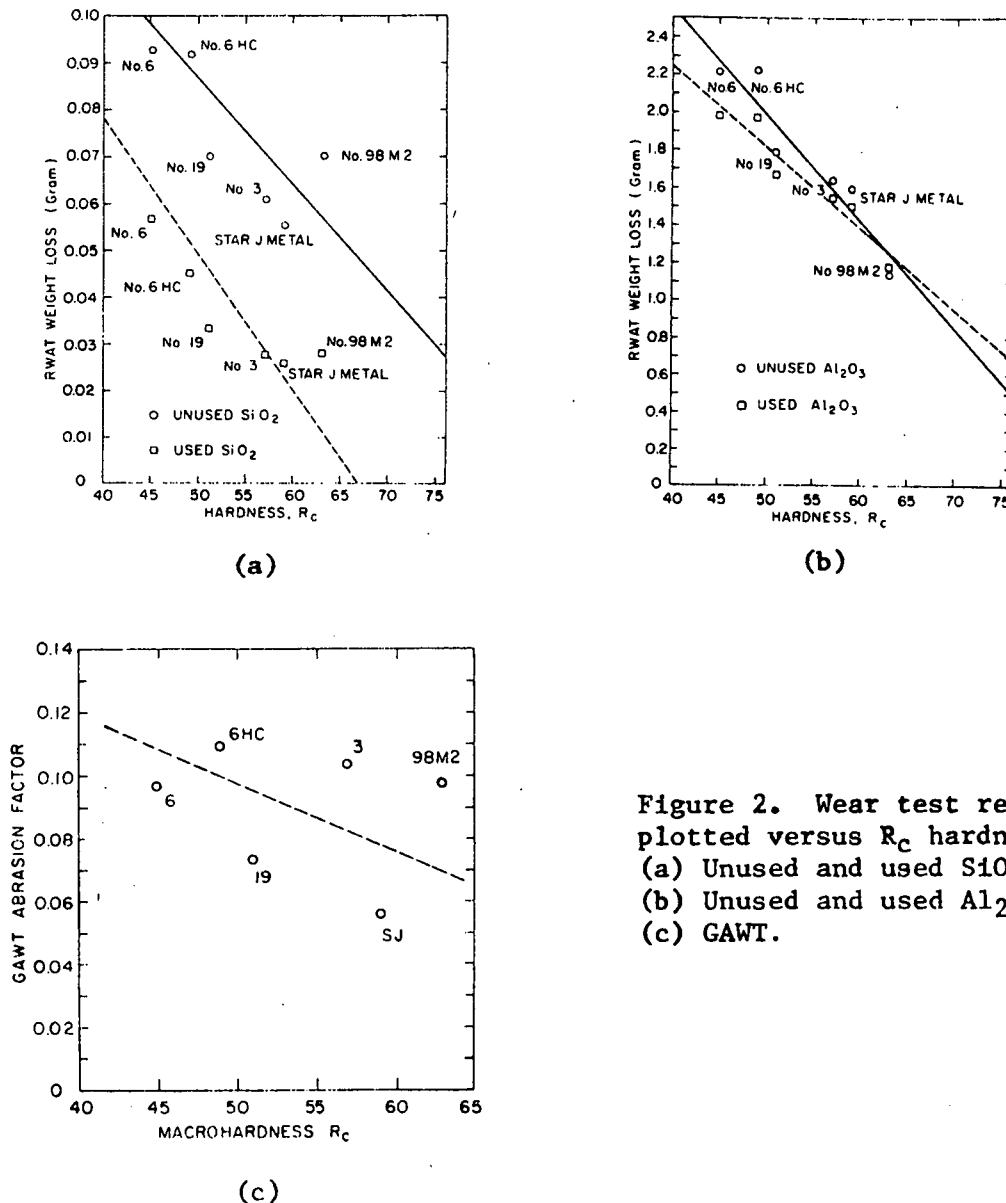 0.10
0.09
0.08
0.07
0.06
0.05
0.04
0.03
0.02
0.01
0
RWAT WEIGHT LOSS (Gram)
No. 6 HC
No. 6
No. 98 M2
No. 19
No 3
STAR J METAL
No. 6
No. 6 HC
No 19
No. 98 M2
No 3
STAR J METAL
○ UNUSED SiO2
□ USED SiO2
40 45 50 55 60 65 70 75
HARDNESS, RC
(a)
2.4
2.2
2.0
1.8
1.6
1.4
1.2
1.0
0.8
0.6
0.4
0.2
0
RWAT WEIGHT LOSS (Gram)
No.6 No.6HC
No 19
No 3
STAR J METAL
No 98M2
○ UNUSED Al2O3
□ USED Al2O3
40 45 50 55 60 65 70 75
HARDNESS, RC
(b)
0.14
0.12
0.10
0.08
0.06
0.04
0.02
0
GAWT ABRASION FACTOR
6HC
3
98M2
6
19
SJ
40 45 50 55 60 65
MACROHARDNESS RC
(c)
Figure 2. Wear test re
plotted versus RC hardn
(a) Unused and used SiO
(b) Unused and used Al2
(c) GAWT.